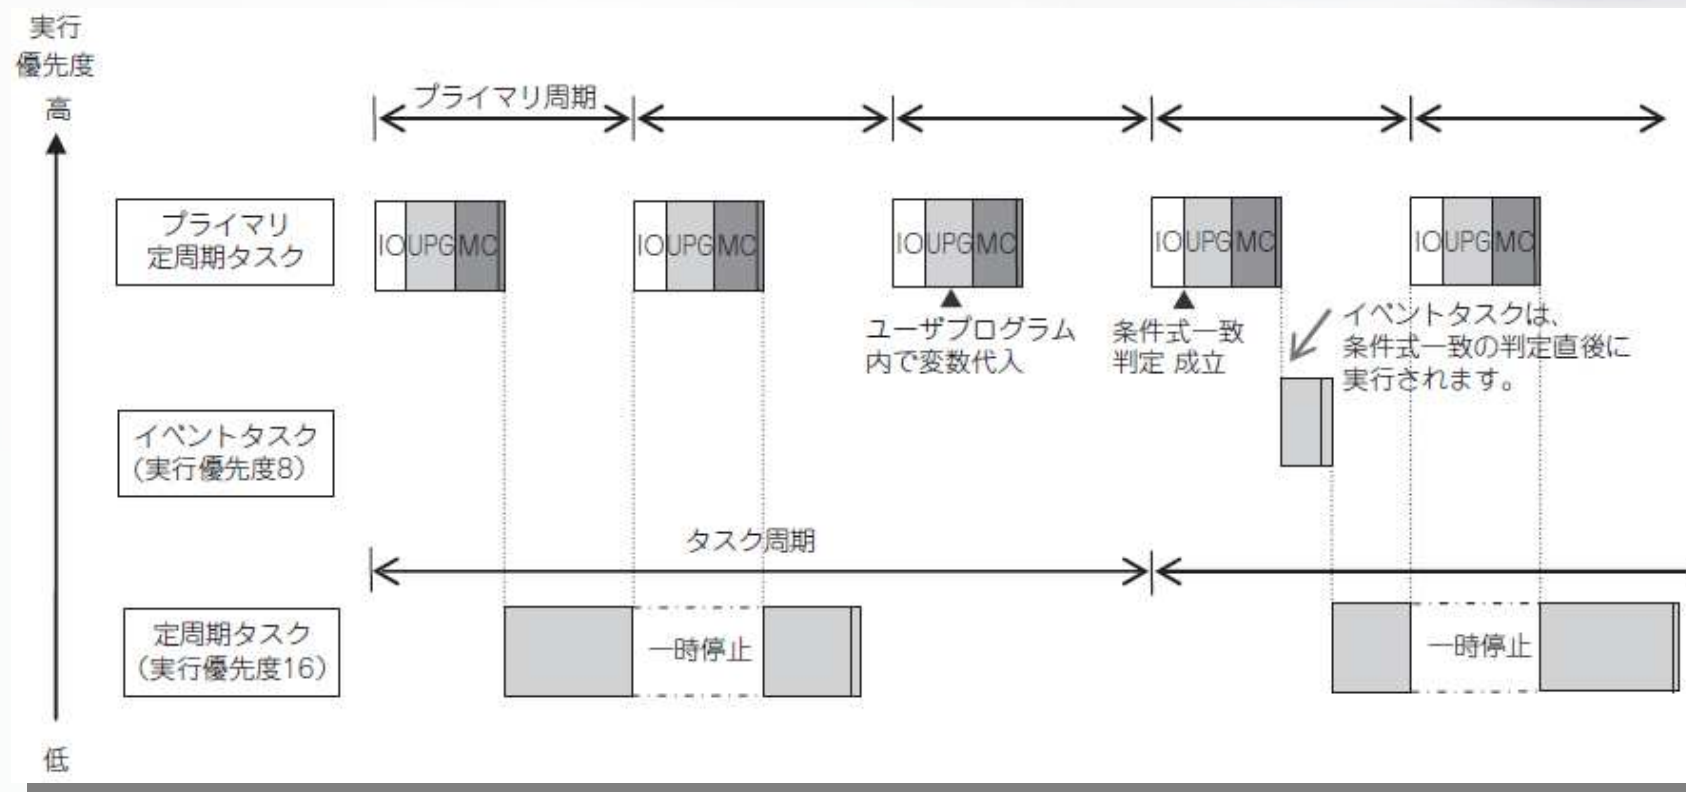 実行
優先度
高
プライマリ周期
プライマリ
定周期タスク
IO UPG MC
IO UPG MC
IO UPG MC
IO UPG MC
IO UPG MC
ユーザプログラム
内で変数代入
条件式一致
判定 成立
イベントタスクは、
条件式一致の判定直後に
実行されます。
イベントタスク
(実行優先度8)
タスク周期
定周期タスク
(実行優先度16)
一時停止
一時停止
低